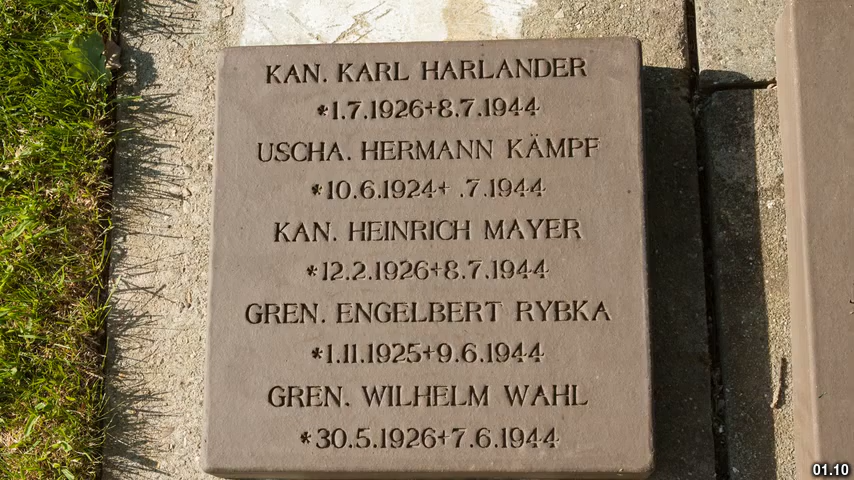 KAN. KARL HARLANDER
*1.7.1926+8.7.1944
USCHA. HERMANN KÄMPF
*10.6.1924+ .7.1944
KAN. HEINRICH MAYER
*12.2.1926+8.7.1944
GREN. ENGELBERT RYBKA
*1.11.1925+9.6.1944
GREN. WILHELM WAHL
*30.5.1926+7.6.1944
01.10